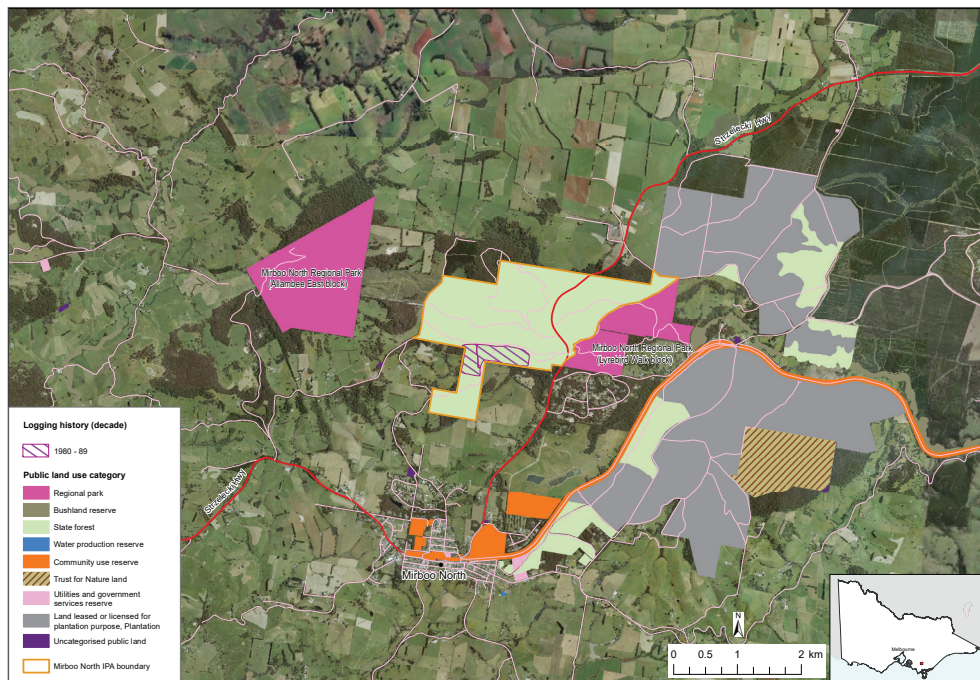 Strzelecki Hwy
Mirboo North Regional Park
(Allambee East block)
Mirboo North Regional Park
(Lyrebird Walk block)
Strzelecki Hwy
Mirboo North
Logging history (decade)
1980 - 89
Public land use category
Regional park
Bushland reserve
State forest
Water production reserve
Community use reserve
Trust for Nature land
Utilities and government
services reserve
Land leased or licensed for
plantation purpose, Plantation
Uncategorised public land
Mirboo North IPA boundary
N
0 0.5 1 2 km
Melbourne